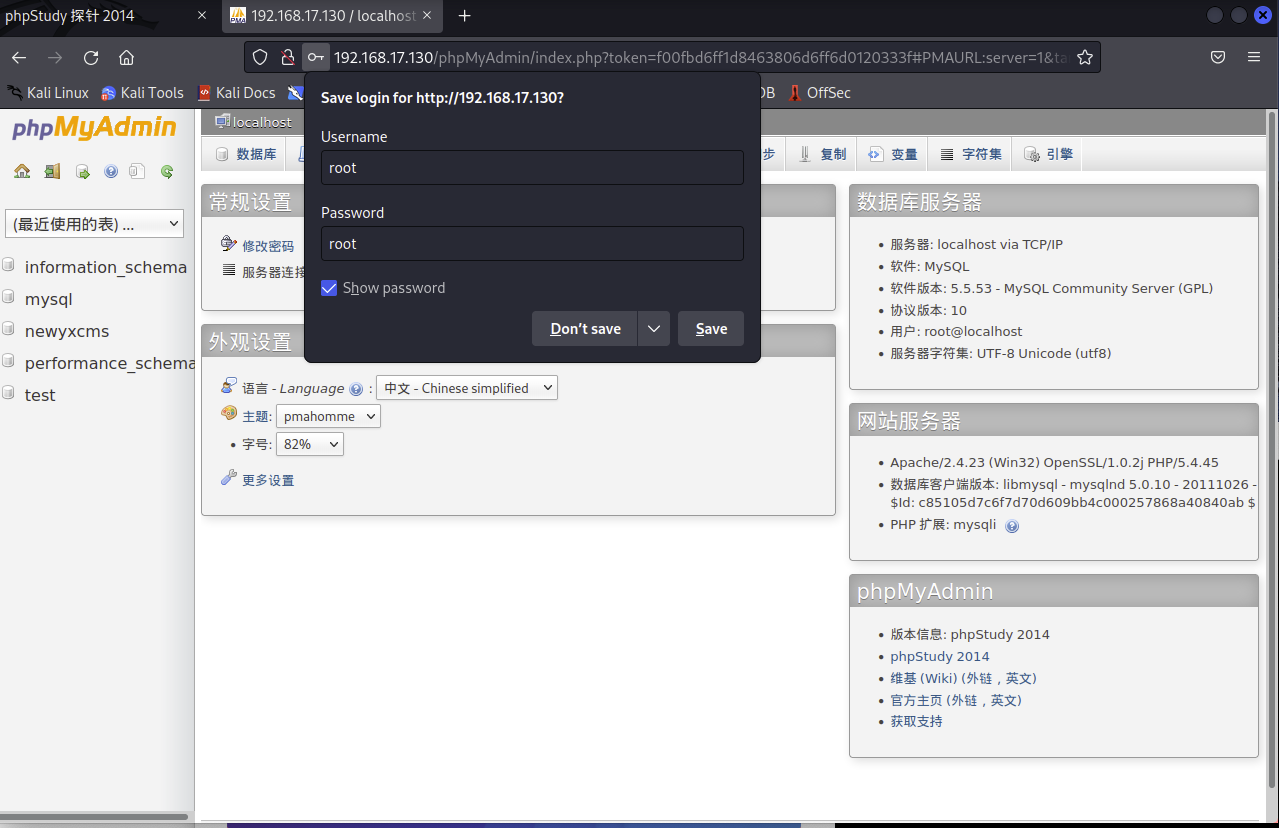 phpStudy 探针 2014
192.168.17.130 / localhost
192.168.17.130/phpMyAdmin/index.php?token=f00fbd6ff1d8463806d6ff6d0120333f#PMAURL:server=1&ta
Kali Linux
Kali Tools
Kali Docs
DB
OffSec
Save login for http://192.168.17.130?
Username
root
Password
root
Show password
Don't save
Save
phpMyAdmin
(最近使用的表) ...
information_schema
mysql
newyxcms
performance_schema
test
localhost
数据库
步
复制
变量
字符集
引擎
常规设置
修改密码
服务器连接
外观设置
语言 - Language : 中文 - Chinese simplified
主题: pmahomme
字号: 82%
更多设置
数据库服务器
服务器: localhost via TCP/IP
软件: MySQL
软件版本: 5.5.53 - MySQL Community Server (GPL)
协议版本: 10
用户: root@localhost
服务器字符集: UTF-8 Unicode (utf8)
网站服务器
Apache/2.4.23 (Win32) OpenSSL/1.0.2j PHP/5.4.45
数据库客户端版本: libmysql - mysqlnd 5.0.10 - 20111026 -
$Id: c85105d7c6f7d70d609bb4c000257868a40840ab $
PHP 扩展: mysqli
phpMyAdmin
版本信息: phpStudy 2014
phpStudy 2014
维基 (Wiki) (外链，英文)
官方主页 (外链，英文)
获取支持